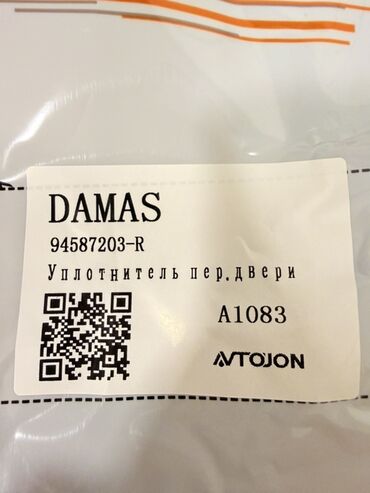 DAMAS
94587203-R
Уплотнитель пер.двери
A1083
AVTOJON